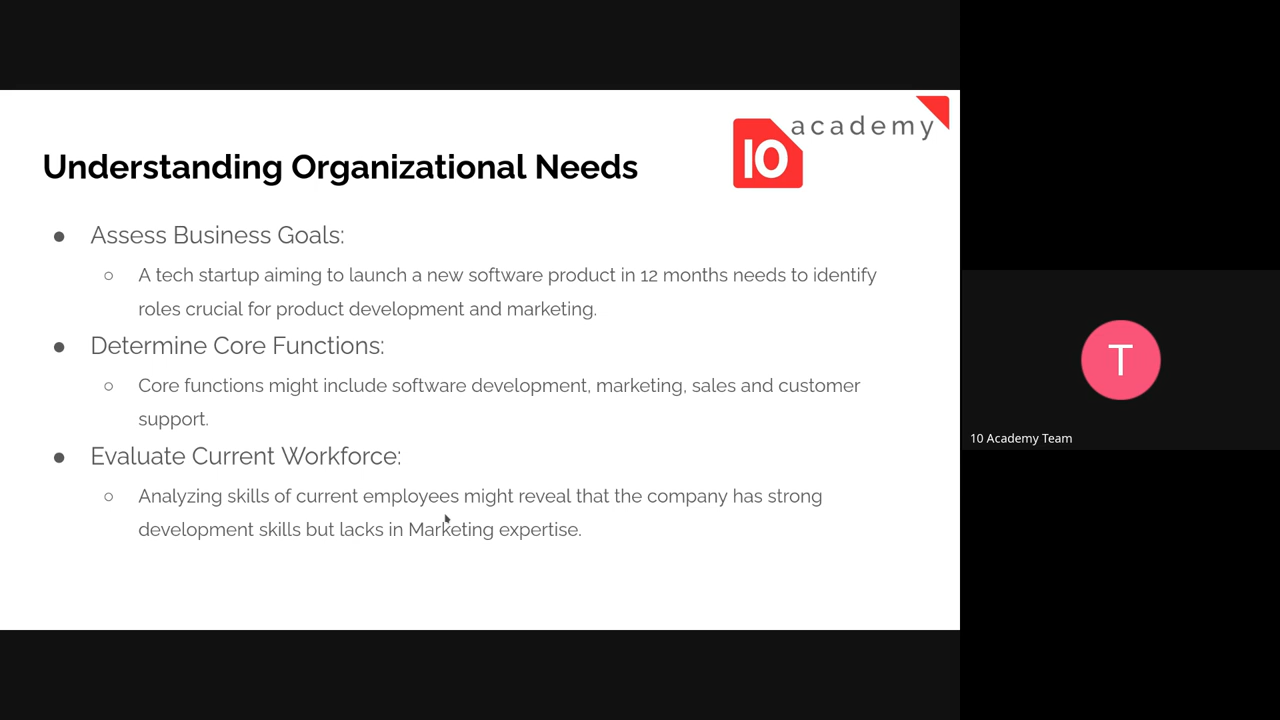 10 academy
Understanding Organizational Needs
● Assess Business Goals:
○ A tech startup aiming to launch a new software product in 12 months needs to identify
roles crucial for product development and marketing.
● Determine Core Functions:
○ Core functions might include software development, marketing, sales and customer
support.
● Evaluate Current Workforce:
○ Analyzing skills of current employees might reveal that the company has strong
development skills but lacks in Marketing expertise.
T
10 Academy Team